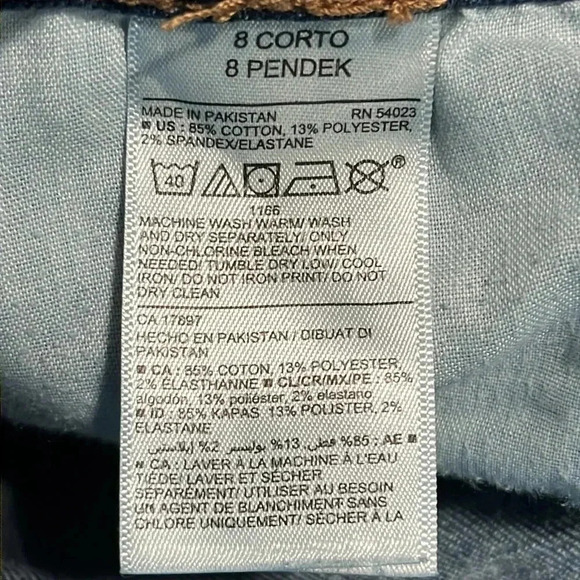 8 CORTO
8 PENDEK
MADE IN PAKISTAN RN 54023
US : 85% COTTON, 13% POLYESTER,
2% SPANDEX/ELASTANE
40 ®
1166
MACHINE WASH WARM/ WASH
AND DRY SEPARATELY/ ONLY
NON-CHLORINE BLEACH WHEN
NEEDED/ TUMBLE DRY LOW/ COOL
IRON/ DO NOT IRON PRINT/ DO NOT
DRY CLEAN
CA 17897
HECHO EN PAKISTAN / DIBUAT DI
PAKISTAN
CA : 85% COTON, 13% POLYESTER,
2% ÉLASTHANNE CL/CR/MX/PE : 85%
algodón, 13% poliéster, 2% elastano
ID : 85% KAPAS, 13% POLISTER, 2%
ELASTANE
AE : 85% قطن, 13% بوليستر, 2% إيلاستين
CA : LAVER À LA MACHINE À L'EAU
TIÈDE/ LAVER ET SÉCHER
SÉPARÉMENT/ UTILISER AU BESOIN
UN AGENT DE BLANCHIMENT SANS
CHLORE UNIQUEMENT/ SÉCHER À LA